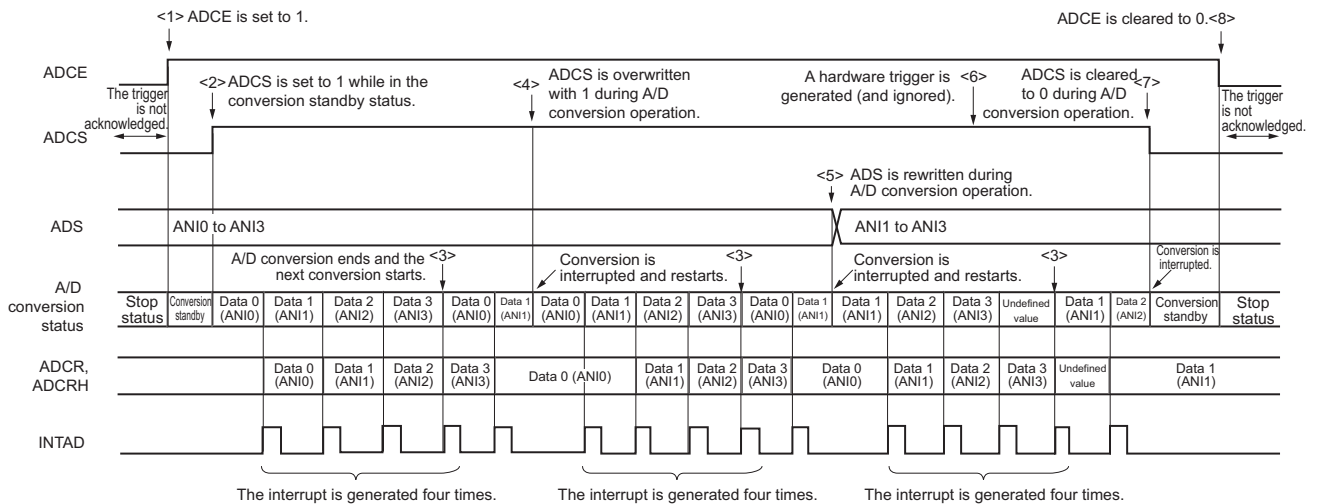 <1> ADCE is set to 1.
ADCE is cleared to 0.<8>
ADCE
The trigger
is not
acknowledged.
<2> ADCS is set to 1 while in the
conversion standby status.
<4>
ADCS is overwritten
with 1 during A/D
conversion operation.
A hardware trigger is
generated (and ignored).
<6>
ADCS is cleared
to 0 during A/D
conversion operation.
<7>
The trigger
is not
acknowledged.
ADCS
<5> ADS is rewritten during
A/D conversion operation.
ADS
ANI0 to ANI3
ANI1 to ANI3
A/D conversion ends and the
next conversion starts.
<3>
Conversion is
interrupted and restarts.
<3>
Conversion is
interrupted and restarts.
<3>
Conversion is
interrupted.
A/D
conversion
status
Stop
status
Conversion
standby
Data 0
(ANI0)
Data 1
(ANI1)
Data 2
(ANI2)
Data 3
(ANI3)
Data 0
(ANI0)
Data 1
(ANI1)
Data 0
(ANI0)
Data 1
(ANI1)
Data 2
(ANI2)
Data 3
(ANI3)
Data 0
(ANI0)
Data 1
(ANI1)
Data 1
(ANI1)
Data 2
(ANI2)
Data 3
(ANI3)
Undefined
value
Data 1
(ANI1)
Data 2
(ANI2)
Conversion
standby
Stop
status
ADCR,
ADCRH
Data 0
(ANI0)
Data 1
(ANI1)
Data 2
(ANI2)
Data 3
(ANI3)
Data 0 (ANI0)
Data 1
(ANI1)
Data 2
(ANI2)
Data 3
(ANI3)
Data 0
(ANI0)
Data 1
(ANI1)
Data 2
(ANI2)
Data 3
(ANI3)
Undefined
value
Data 1
(ANI1)
INTAD
The interrupt is generated four times.
The interrupt is generated four times.
The interrupt is generated four times.